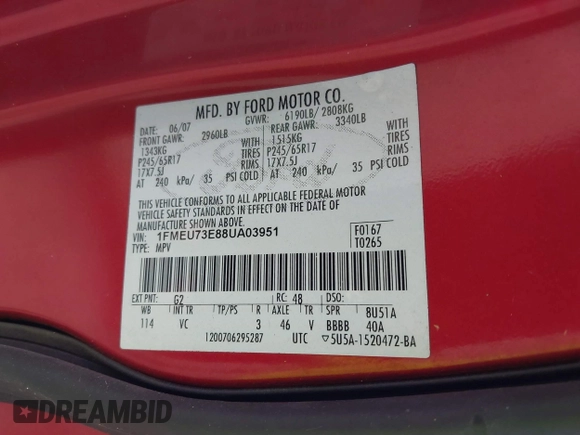 MFD. BY FORD MOTOR CO.
DATE: 06/07 GVWR: 6190LB/ 2808KG
FRONT GAWR: 2960LB REAR GAWR: 3340LB
1343KG WITH 1515KG WITH
P245/65R17 TIRES P245/65R17 TIRES
17X7.5J RIMS 17X7.5J RIMS
AT 240 kPa/ 35 PSI COLD AT 240 kPa/ 35 PSI COLD
THIS VEHICLE CONFORMS TO ALL APPLICABLE FEDERAL MOTOR
VEHICLE SAFETY STANDARDS IN EFFECT ON THE DATE OF
MANUFACTURE SHOWN ABOVE.
VIN: 1FMEU73E88UA03951 F0167
TYPE: MPV T0265
EXT PNT: G2 RC: 48 DSO:
WB INT TR TP/PS R AXLE TR SPR 8U51A
114 VC 3 46 V BBBB 40A
1200706295287 UTC ▽5U5A-1520472-BA
DREAMBID